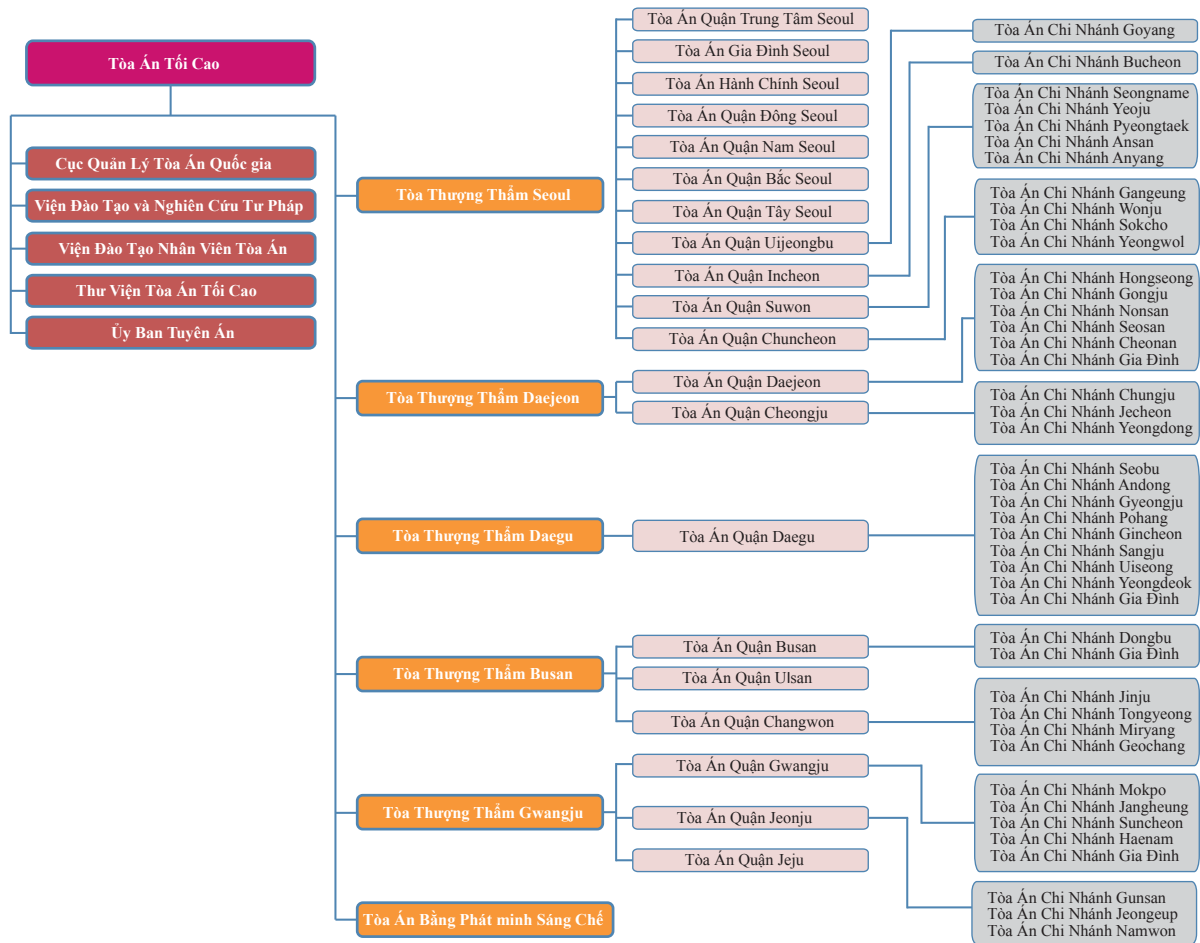 Tòa Án Tối Cao
Cục Quản Lý Tòa Án Quốc gia
Viện Đào Tạo và Nghiên Cứu Tư Pháp
Viện Đào Tạo Nhân Viên Tòa Án
Thư Viện Tòa Án Tối Cao
Ủy Ban Tuyên Án
Tòa Thượng Thẩm Seoul
Tòa Thượng Thẩm Daejeon
Tòa Thượng Thẩm Daegu
Tòa Thượng Thẩm Busan
Tòa Thượng Thẩm Gwangju
Tòa Án Bằng Phát minh Sáng Chế
Tòa Án Quận Trung Tâm Seoul
Tòa Án Gia Đình Seoul
Tòa Án Hành Chính Seoul
Tòa Án Quận Đông Seoul
Tòa Án Quận Nam Seoul
Tòa Án Quận Bắc Seoul
Tòa Án Quận Tây Seoul
Tòa Án Quận Uijeongbu
Tòa Án Quận Incheon
Tòa Án Quận Suwon
Tòa Án Quận Chuncheon
Tòa Án Quận Daejeon
Tòa Án Quận Cheongju
Tòa Án Quận Daegu
Tòa Án Quận Busan
Tòa Án Quận Ulsan
Tòa Án Quận Changwon
Tòa Án Quận Gwangju
Tòa Án Quận Jeonju
Tòa Án Quận Jeju
Tòa Án Chi Nhánh Goyang
Tòa Án Chi Nhánh Bucheon
Tòa Án Chi Nhánh Seongname
Tòa Án Chi Nhánh Yeoju
Tòa Án Chi Nhánh Pyeongtaek
Tòa Án Chi Nhánh Ansan
Tòa Án Chi Nhánh Anyang
Tòa Án Chi Nhánh Gangeung
Tòa Án Chi Nhánh Wonju
Tòa Án Chi Nhánh Sokcho
Tòa Án Chi Nhánh Yeongwol
Tòa Án Chi Nhánh Hongseong
Tòa Án Chi Nhánh Gongju
Tòa Án Chi Nhánh Nonsan
Tòa Án Chi Nhánh Seosan
Tòa Án Chi Nhánh Cheonan
Tòa Án Chi Nhánh Gia Đình
Tòa Án Chi Nhánh Chungju
Tòa Án Chi Nhánh Jecheon
Tòa Án Chi Nhánh Yeongdong
Tòa Án Chi Nhánh Seobu
Tòa Án Chi Nhánh Andong
Tòa Án Chi Nhánh Gyeongju
Tòa Án Chi Nhánh Pohang
Tòa Án Chi Nhánh Gincheon
Tòa Án Chi Nhánh Sangju
Tòa Án Chi Nhánh Uiseong
Tòa Án Chi Nhánh Yeongdeok
Tòa Án Chi Nhánh Gia Đình
Tòa Án Chi Nhánh Dongbu
Tòa Án Chi Nhánh Gia Đình
Tòa Án Chi Nhánh Jinju
Tòa Án Chi Nhánh Tongyeong
Tòa Án Chi Nhánh Miryang
Tòa Án Chi Nhánh Geochang
Tòa Án Chi Nhánh Mokpo
Tòa Án Chi Nhánh Jangheung
Tòa Án Chi Nhánh Suncheon
Tòa Án Chi Nhánh Haenam
Tòa Án Chi Nhánh Gia Đình
Tòa Án Chi Nhánh Gunsan
Tòa Án Chi Nhánh Jeongeup
Tòa Án Chi Nhánh Namwon